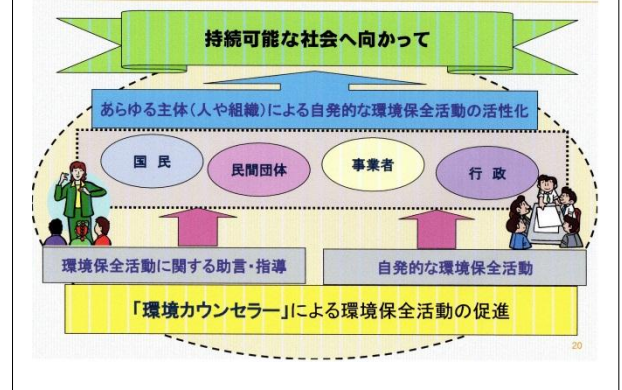 持続可能な社会へ向かって
あらゆる主体(人や組織)による自発的な環境保全活動の活性化
国 民
民間団体
事業者
行 政
環境保全活動に関する助言・指導
自発的な環境保全活動
「環境カウンセラー」による環境保全活動の促進
20